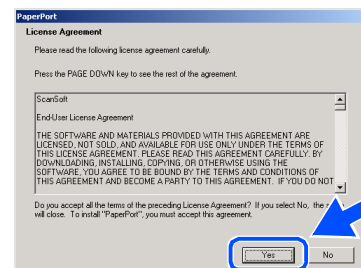 PaperPort
License Agreement
Please read the following license agreement carefully.
Press the PAGE DOWN key to see the rest of the agreement.
ScanSoft
End-User License Agreement
THE SOFTWARE AND MATERIALS PROVIDED WITH THIS AGREEMENT ARE
LICENSED, NOT SOLD, AND AVAILABLE FOR USE ONLY UNDER THE TERMS OF
THIS LICENSE AGREEMENT. PLEASE READ THIS AGREEMENT CAREFULLY. BY
DOWNLOADING, INSTALLING, COPYING, OR OTHERWISE USING THE
SOFTWARE, YOU AGREE TO BE BOUND BY THE TERMS AND CONDITIONS OF
THIS AGREEMENT AND BECOME A PARTY TO THIS AGREEMENT. IF YOU DO NOT
Do you accept all the terms of the preceding License Agreement? If you select No, the
will close. To install "PaperPort", you must accept this agreement.
Yes
No